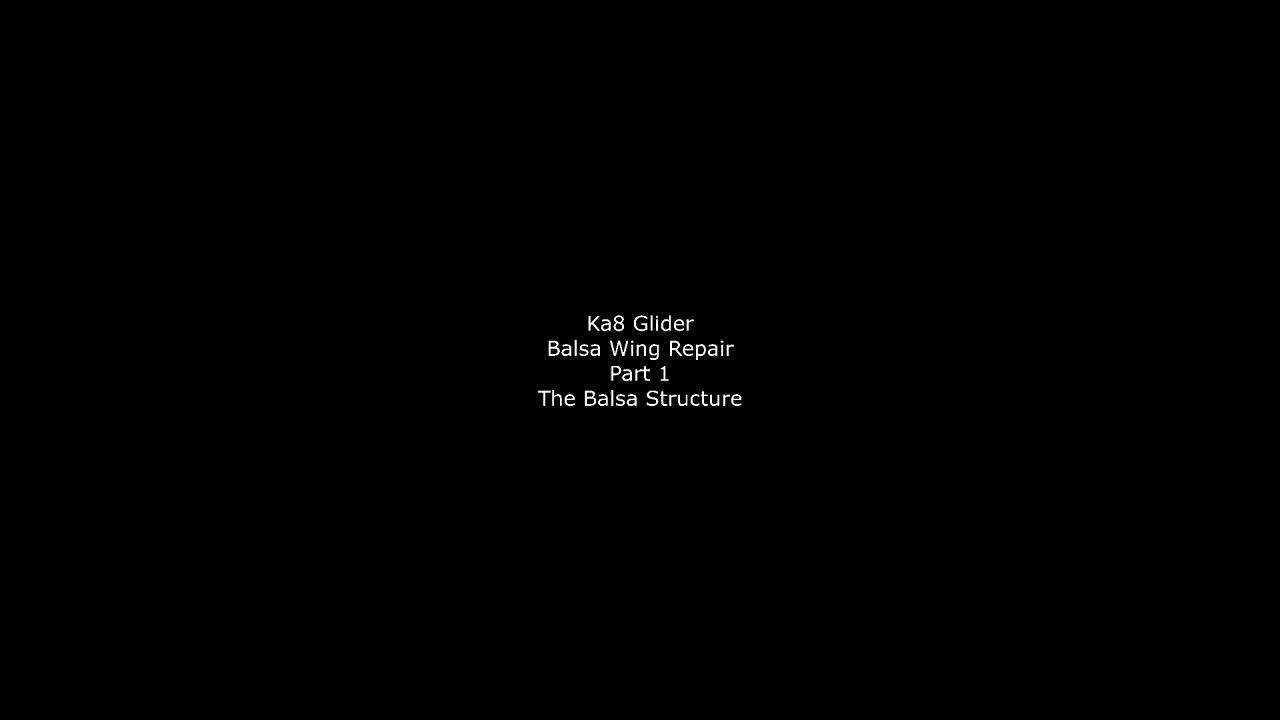 Ka8 Glider
Balsa Wing Repair
Part 1
The Balsa Structure